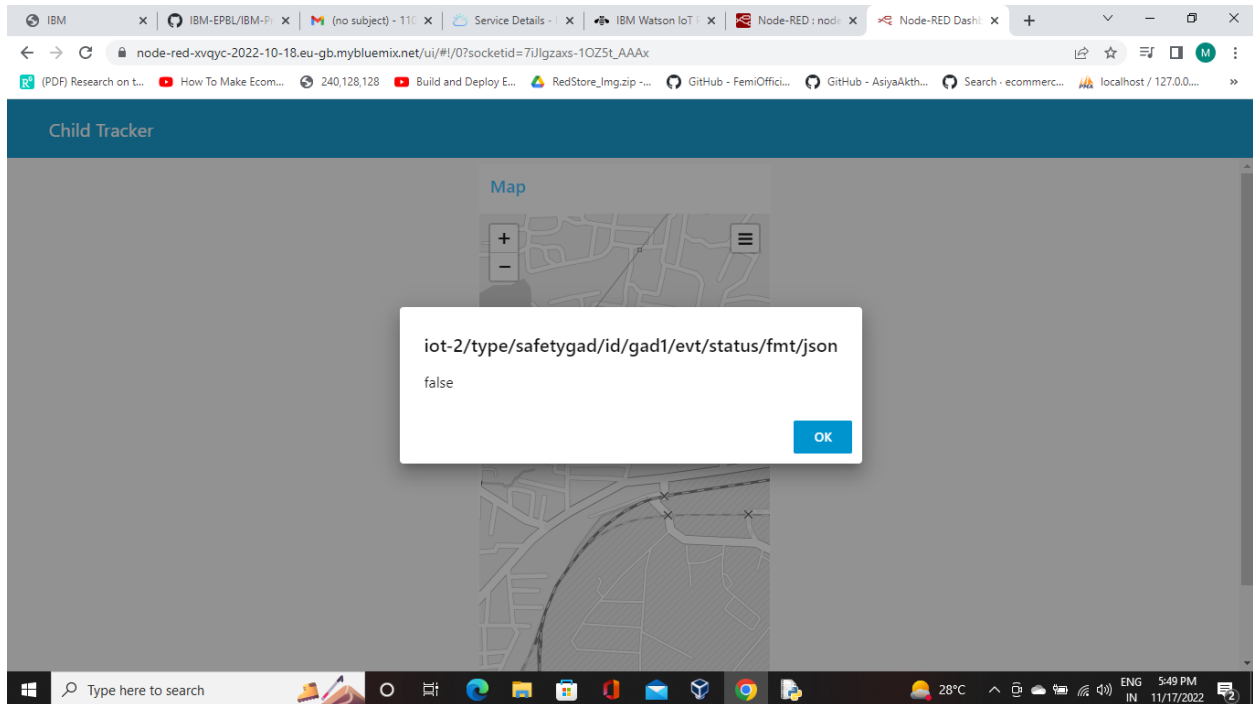 IBM
IBM-EPBL/IBM-Pr
(no subject) - 110
Service Details - I
IBM Watson IoT P
Node-RED : node
Node-RED Dashb
node-red-xvqyc-2022-10-18.eu-gb.mybluemix.net/ui/#!/0?socketid=7iJlgzaxs-1OZ5t_AAAx
M
(PDF) Research on t...
How To Make Ecom...
240,128,128
Build and Deploy E...
RedStore_Img.zip -...
GitHub - FemiOffici...
GitHub - AsiyaAkth...
Search · ecommerc...
localhost / 127.0.0....
»
Child Tracker
Map
+
−
iot-2/type/safetygad/id/gad1/evt/status/fmt/json
false
OK
Type here to search
28°C
ENG
IN
5:49 PM
11/17/2022
2